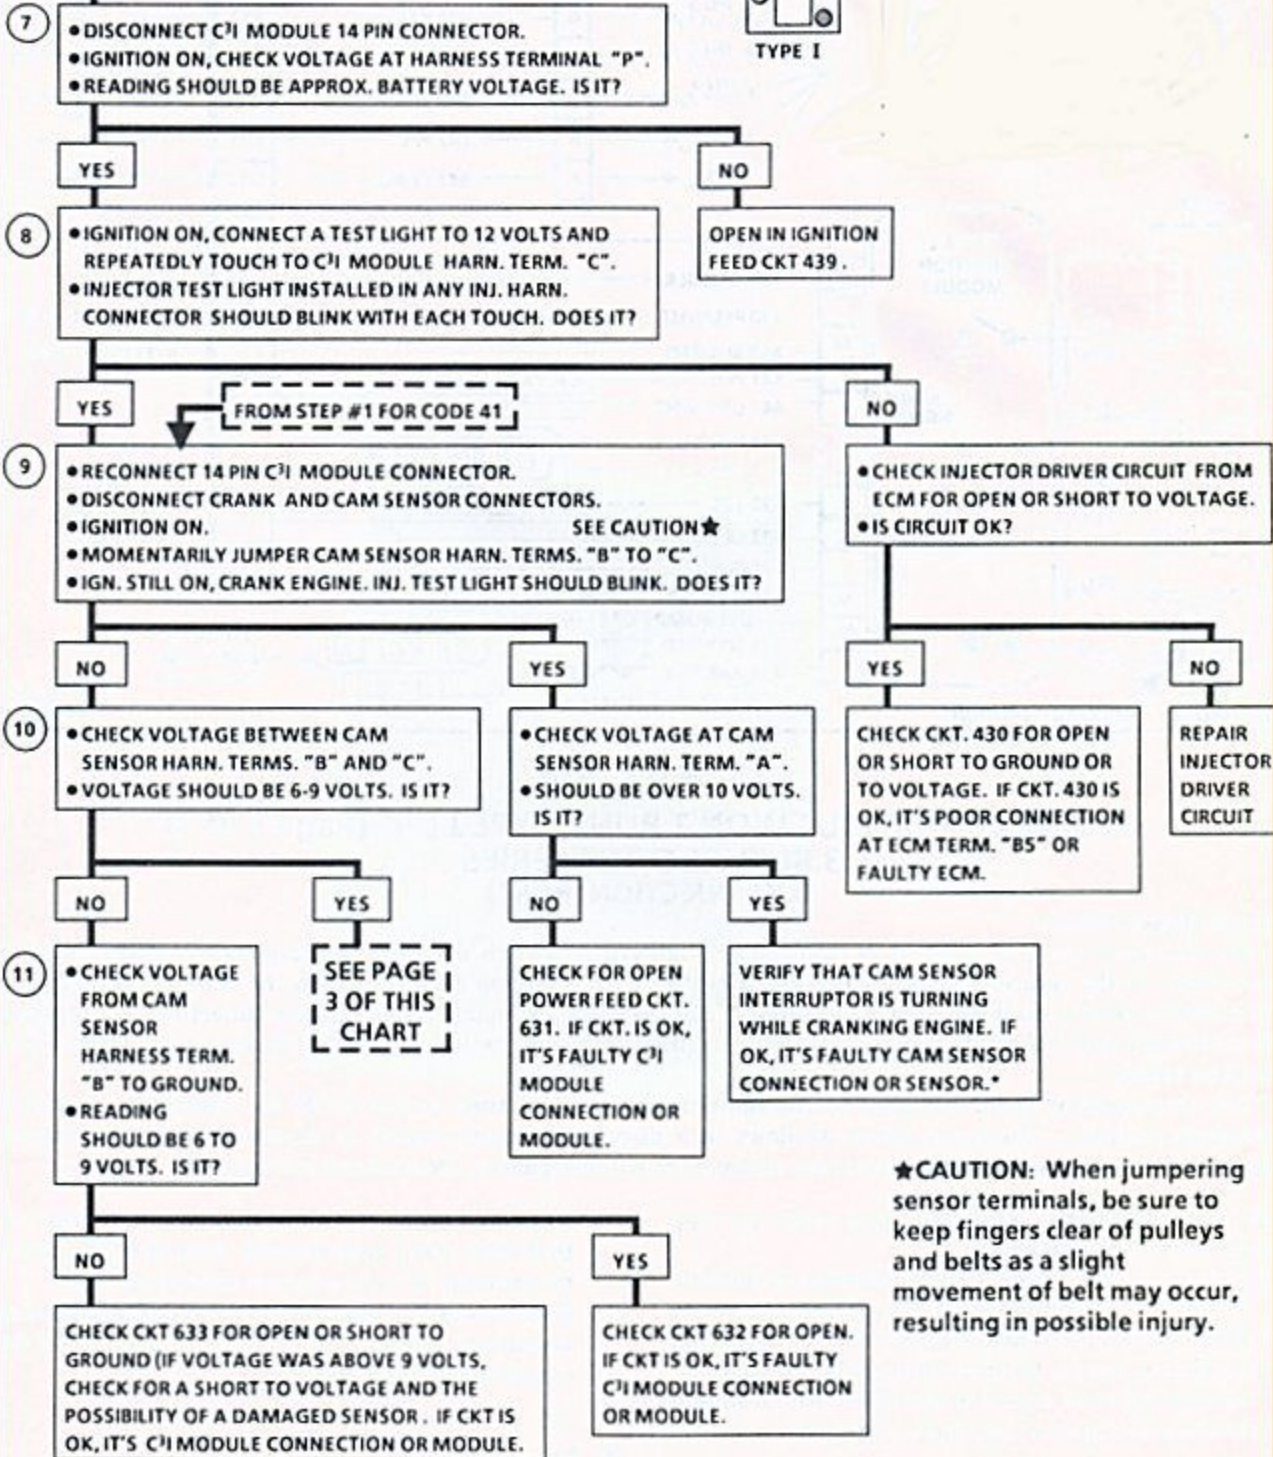 7
• DISCONNECT C³I MODULE 14 PIN CONNECTOR.
• IGNITION ON, CHECK VOLTAGE AT HARNESS TERMINAL "P".
• READING SHOULD BE APPROX. BATTERY VOLTAGE. IS IT?
TYPE I
YES
NO
8
• IGNITION ON, CONNECT A TEST LIGHT TO 12 VOLTS AND
REPEATEDLY TOUCH TO C³I MODULE HARN. TERM. "C".
• INJECTOR TEST LIGHT INSTALLED IN ANY INJ. HARN.
CONNECTOR SHOULD BLINK WITH EACH TOUCH. DOES IT?
OPEN IN IGNITION
FEED CKT 439.
YES
FROM STEP #1 FOR CODE 41
NO
9
• RECONNECT 14 PIN C³I MODULE CONNECTOR.
• DISCONNECT CRANK AND CAM SENSOR CONNECTORS.
• IGNITION ON. SEE CAUTION★
• MOMENTARILY JUMPER CAM SENSOR HARN. TERMS. "B" TO "C".
• IGN. STILL ON, CRANK ENGINE. INJ. TEST LIGHT SHOULD BLINK. DOES IT?
• CHECK INJECTOR DRIVER CIRCUIT FROM
ECM FOR OPEN OR SHORT TO VOLTAGE.
• IS CIRCUIT OK?
NO
YES
YES
NO
10
• CHECK VOLTAGE BETWEEN CAM
SENSOR HARN. TERMS. "B" AND "C".
• VOLTAGE SHOULD BE 6-9 VOLTS. IS IT?
• CHECK VOLTAGE AT CAM
SENSOR HARN. TERM. "A".
• SHOULD BE OVER 10 VOLTS.
IS IT?
CHECK CKT. 430 FOR OPEN
OR SHORT TO GROUND OR
TO VOLTAGE. IF CKT. 430 IS
OK, IT'S POOR CONNECTION
AT ECM TERM. "B5" OR
FAULTY ECM.
REPAIR
INJECTOR
DRIVER
CIRCUIT
NO
YES
NO
YES
11
• CHECK VOLTAGE
FROM CAM
SENSOR
HARNESS TERM.
"B" TO GROUND.
• READING
SHOULD BE 6 TO
9 VOLTS. IS IT?
SEE PAGE
3 OF THIS
CHART
CHECK FOR OPEN
POWER FEED CKT.
631. IF CKT. IS OK,
IT'S FAULTY C³I
MODULE
CONNECTION OR
MODULE.
VERIFY THAT CAM SENSOR
INTERRUPTOR IS TURNING
WHILE CRANKING ENGINE. IF
OK, IT'S FAULTY CAM SENSOR
CONNECTION OR SENSOR.*
★CAUTION: When jumpering
sensor terminals, be sure to
keep fingers clear of pulleys
and belts as a slight
movement of belt may occur,
resulting in possible injury.
NO
YES
CHECK CKT 633 FOR OPEN OR SHORT TO
GROUND (IF VOLTAGE WAS ABOVE 9 VOLTS,
CHECK FOR A SHORT TO VOLTAGE AND THE
POSSIBILITY OF A DAMAGED SENSOR. IF CKT IS
OK, IT'S C³I MODULE CONNECTION OR MODULE.
CHECK CKT 632 FOR OPEN.
IF CKT IS OK, IT'S FAULTY
C³I MODULE CONNECTION
OR MODULE.